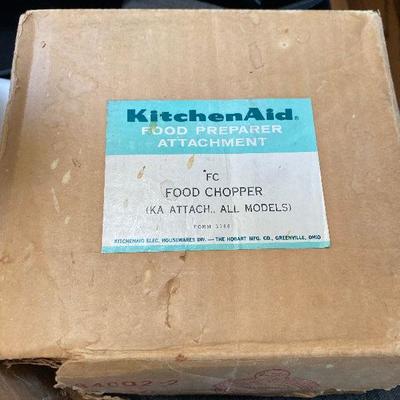 KitchenAid®
FOOD PREPARER
ATTACHMENT
FC
FOOD CHOPPER
(KA ATTACH., ALL MODELS)
FORM
KITCHENAID ELEC. HOUSEWARES DIV. — THE HOBART MFG. CO., GREENVILLE, OHIO